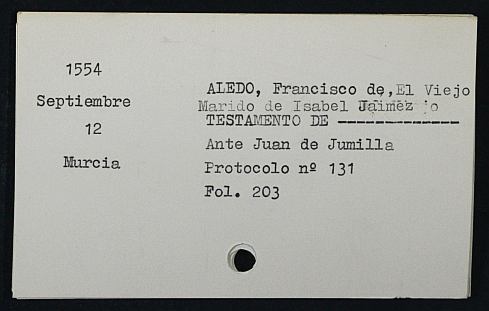 1554
Septiembre
12
Murcia
ALEDO, Francisco de, El Viejo
Marido de Isabel Jaimez
TESTAMENTO DE -------------
Ante Juan de Jumilla
Protocolo nº 131
Fol. 203